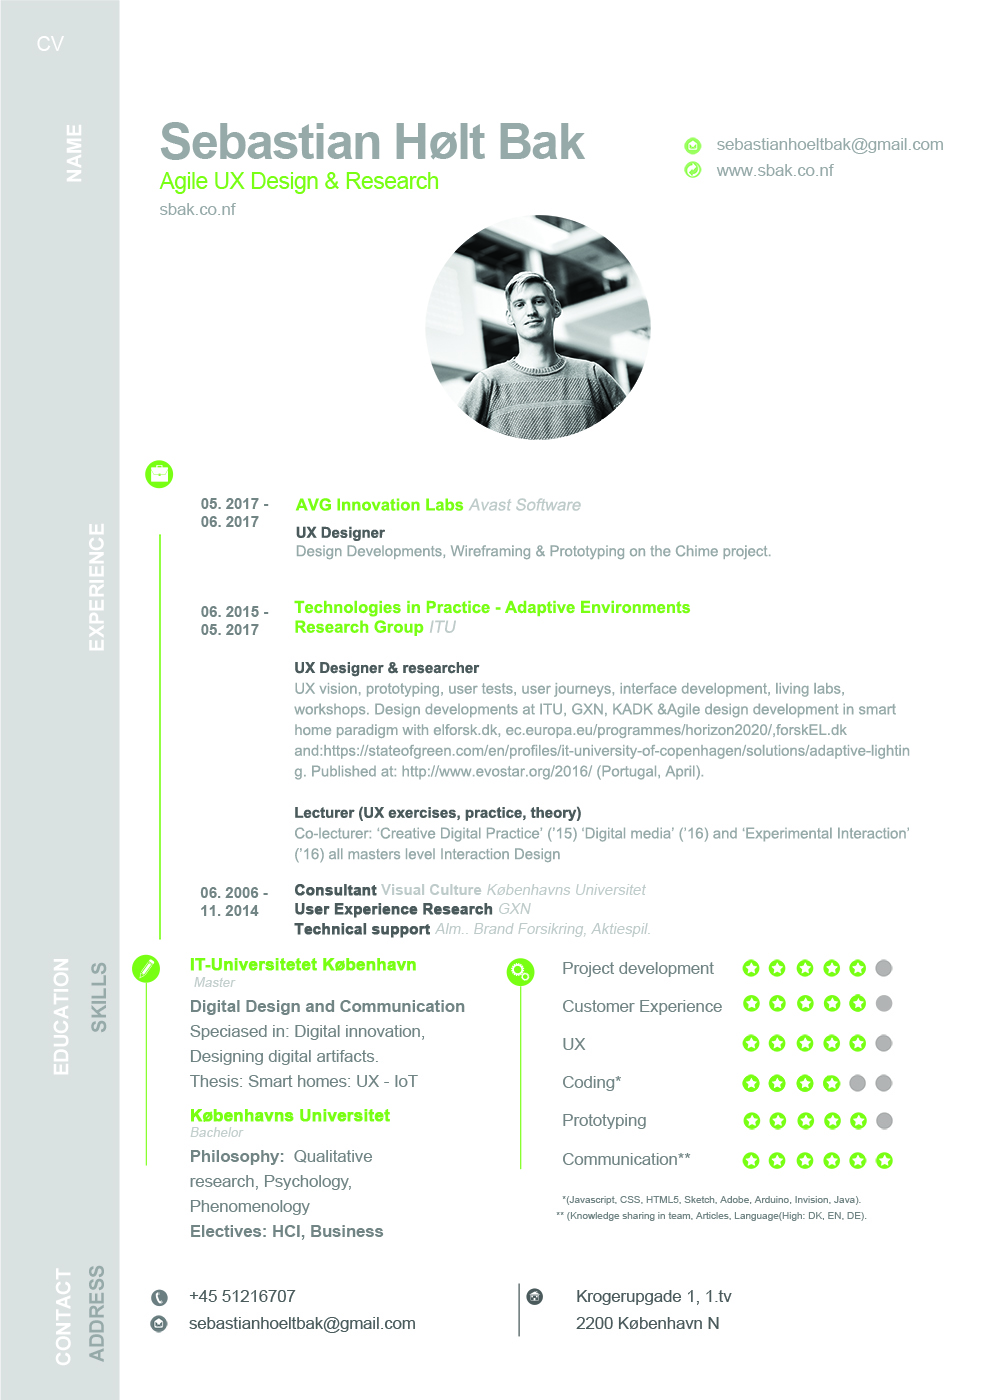 CV
NAME
Sebastian Hølt Bak
Agile UX Design & Research
sbak.co.nf
sebastianhoeltbak@gmail.com
www.sbak.co.nf
EXPERIENCE
05. 2017 -
06. 2017
AVG Innovation Labs Avast Software
UX Designer
Design Developments, Wireframing & Prototyping on the Chime project.
06. 2015 -
05. 2017
Technologies in Practice - Adaptive Environments
Research Group ITU
UX Designer & researcher
UX vision, prototyping, user tests, user journeys, interface development, living labs,
workshops. Design developments at ITU, GXN, KADK &Agile design development in smart
home paradigm with elforsk.dk, ec.europa.eu/programmes/horizon2020/,forskEL.dk
and:https://stateofgreen.com/en/profiles/it-university-of-copenhagen/solutions/adaptive-lightin
g. Published at: http://www.evostar.org/2016/ (Portugal, April).
Lecturer (UX exercises, practice, theory)
Co-lecturer: ‘Creative Digital Practice’ (’15) ‘Digital media’ (’16) and ‘Experimental Interaction’
(’16) all masters level Interaction Design
06. 2006 -
11. 2014
Consultant Visual Culture Københavns Universitet
User Experience Research GXN
Technical support Alm.. Brand Forsikring, Aktiespil.
EDUCATION
SKILLS
IT-Universitetet København
Master
Digital Design and Communication
Speciased in: Digital innovation,
Designing digital artifacts.
Thesis: Smart homes: UX - IoT
Københavns Universitet
Bachelor
Philosophy: Qualitative
research, Psychology,
Phenomenology
Electives: HCI, Business
Project development
Customer Experience
UX
Coding*
Prototyping
Communication**
*(Javascript, CSS, HTML5, Sketch, Adobe, Arduino, Invision, Java).
** (Knowledge sharing in team, Articles, Language(High: DK, EN, DE).
CONTACT
ADDRESS
+45 51216707
sebastianhoeltbak@gmail.com
Krogerupgade 1, 1.tv
2200 København N